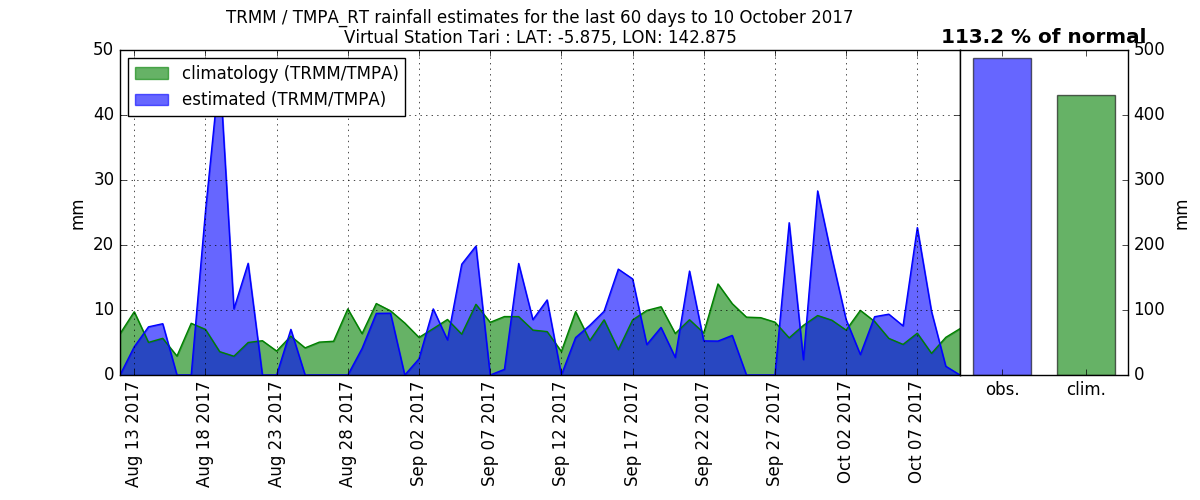 TRMM / TMPA_RT rainfall estimates for the last 60 days to 10 October 2017
Virtual Station Tari : LAT: -5.875, LON: 142.875
113.2 % of normal
climatology (TRMM/TMPA)
estimated (TRMM/TMPA)
50
40
30
20
10
0
mm
500
400
300
200
100
0
mm
Aug 13 2017
Aug 18 2017
Aug 23 2017
Aug 28 2017
Sep 02 2017
Sep 07 2017
Sep 12 2017
Sep 17 2017
Sep 22 2017
Sep 27 2017
Oct 02 2017
Oct 07 2017
obs.
clim.